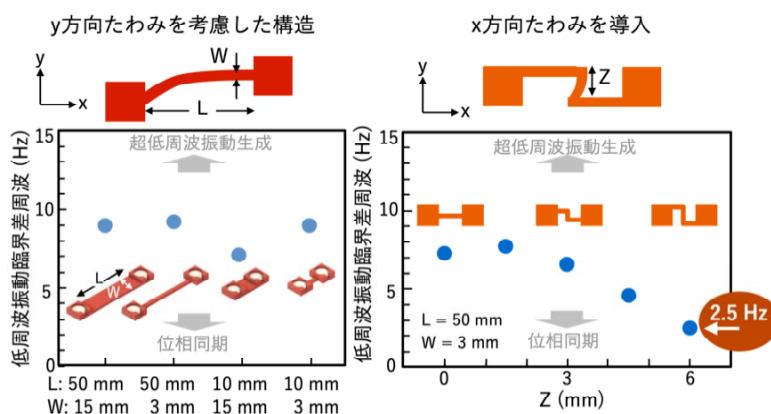 y方向たわみを考慮した構造
y
x
W
L
低周波振動臨界差周波 (Hz)
15
10
5
0
超低周波振動生成
L
W
位相同期
L: 50 mm 50 mm 10 mm 10 mm
W: 15 mm 3 mm 15 mm 3 mm
x方向たわみを導入
y
x
Z
低周波振動臨界差周波 (Hz)
15
10
5
0
超低周波振動生成
L = 50 mm
W = 3 mm
位相同期
2.5 Hz
0 3 6
Z (mm)